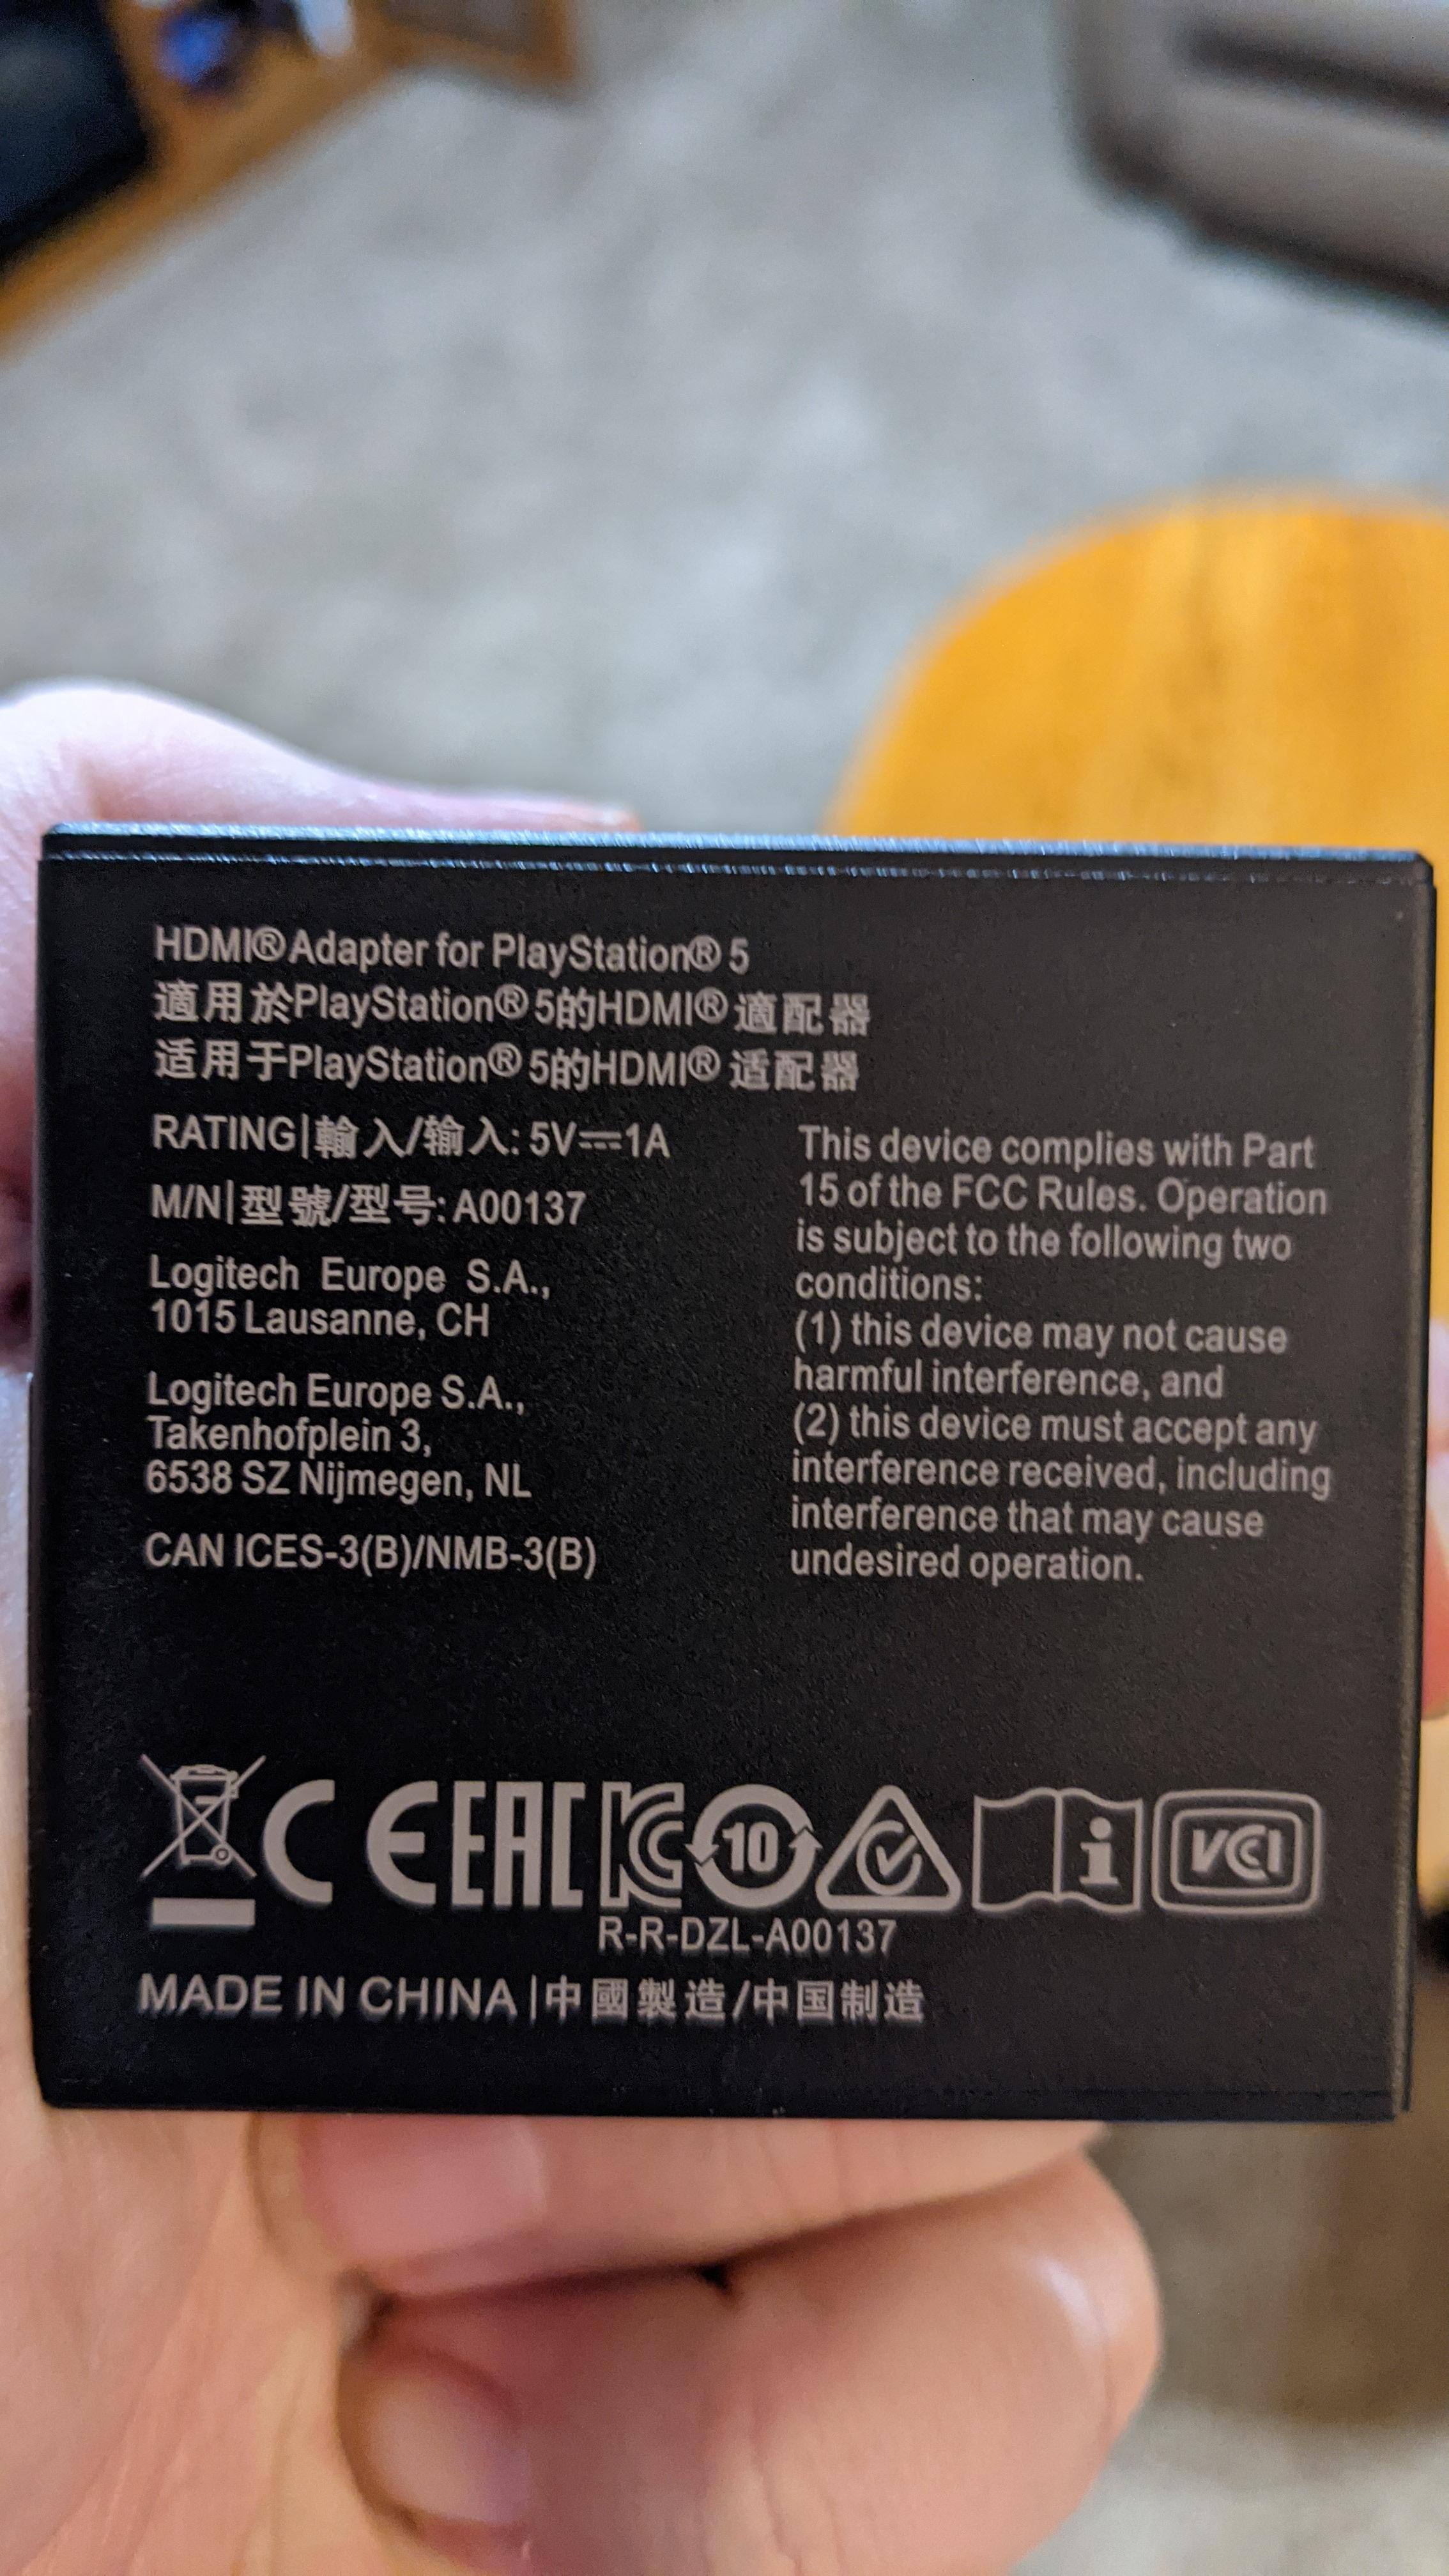 HDMI® Adapter for PlayStation® 5
適用於PlayStation® 5的HDMI® 適配器
适用于PlayStation® 5的HDMI® 适配器
RATING|輸入/输入: 5V⎓1A
M/N|型號/型号: A00137
Logitech Europe S.A.,
1015 Lausanne, CH
Logitech Europe S.A.,
Takenhofplein 3,
6538 SZ Nijmegen, NL
CAN ICES-3(B)/NMB-3(B)
This device complies with Part
15 of the FCC Rules. Operation
is subject to the following two
conditions:
(1) this device may not cause
harmful interference, and
(2) this device must accept any
interference received, including
interference that may cause
undesired operation.
CE EAC KC 10 i VCI
R-R-DZL-A00137
MADE IN CHINA |中國製造/中国制造